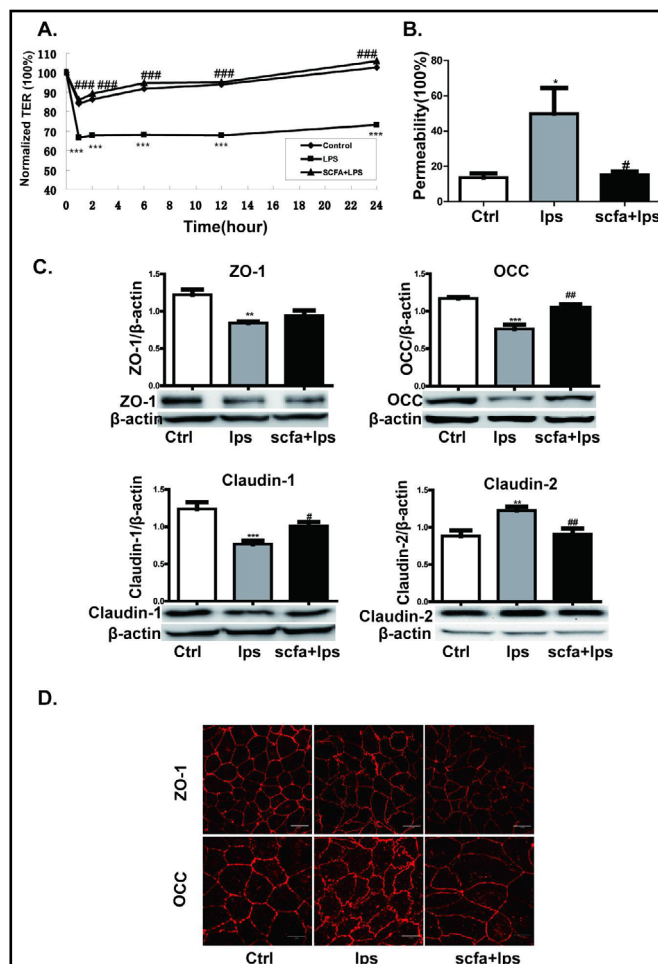 A.
Normalized TER (100%)
110
100
90
80
70
60
50
40
### ### ### ### ###
*** *** *** *** ***
Control
LPS
SCFA+LPS
0 2 4 6 8 10 12 14 16 18 20 22 24
Time(hour)
B.
Permeability(100%)
80
60
40
20
0
*
#
Ctrl lps scfa+lps
C.
ZO-1
ZO-1/β-actin
1.5
1.0
0.5
0.0
**
ZO-1
β-actin
Ctrl lps scfa+lps
OCC
OCC/β-actin
1.5
1.0
0.5
0.0
***
##
OCC
β-actin
Ctrl lps scfa+lps
Claudin-1
Claudin-1/β-actin
1.5
1.0
0.5
0.0
***
#
Claudin-1
β-actin
Ctrl lps scfa+lps
Claudin-2
Claudin-2/β-actin
1.5
1.0
0.5
0.0
**
##
Claudin-2
β-actin
Ctrl lps scfa+lps
D.
ZO-1
OCC
Ctrl lps scfa+lps